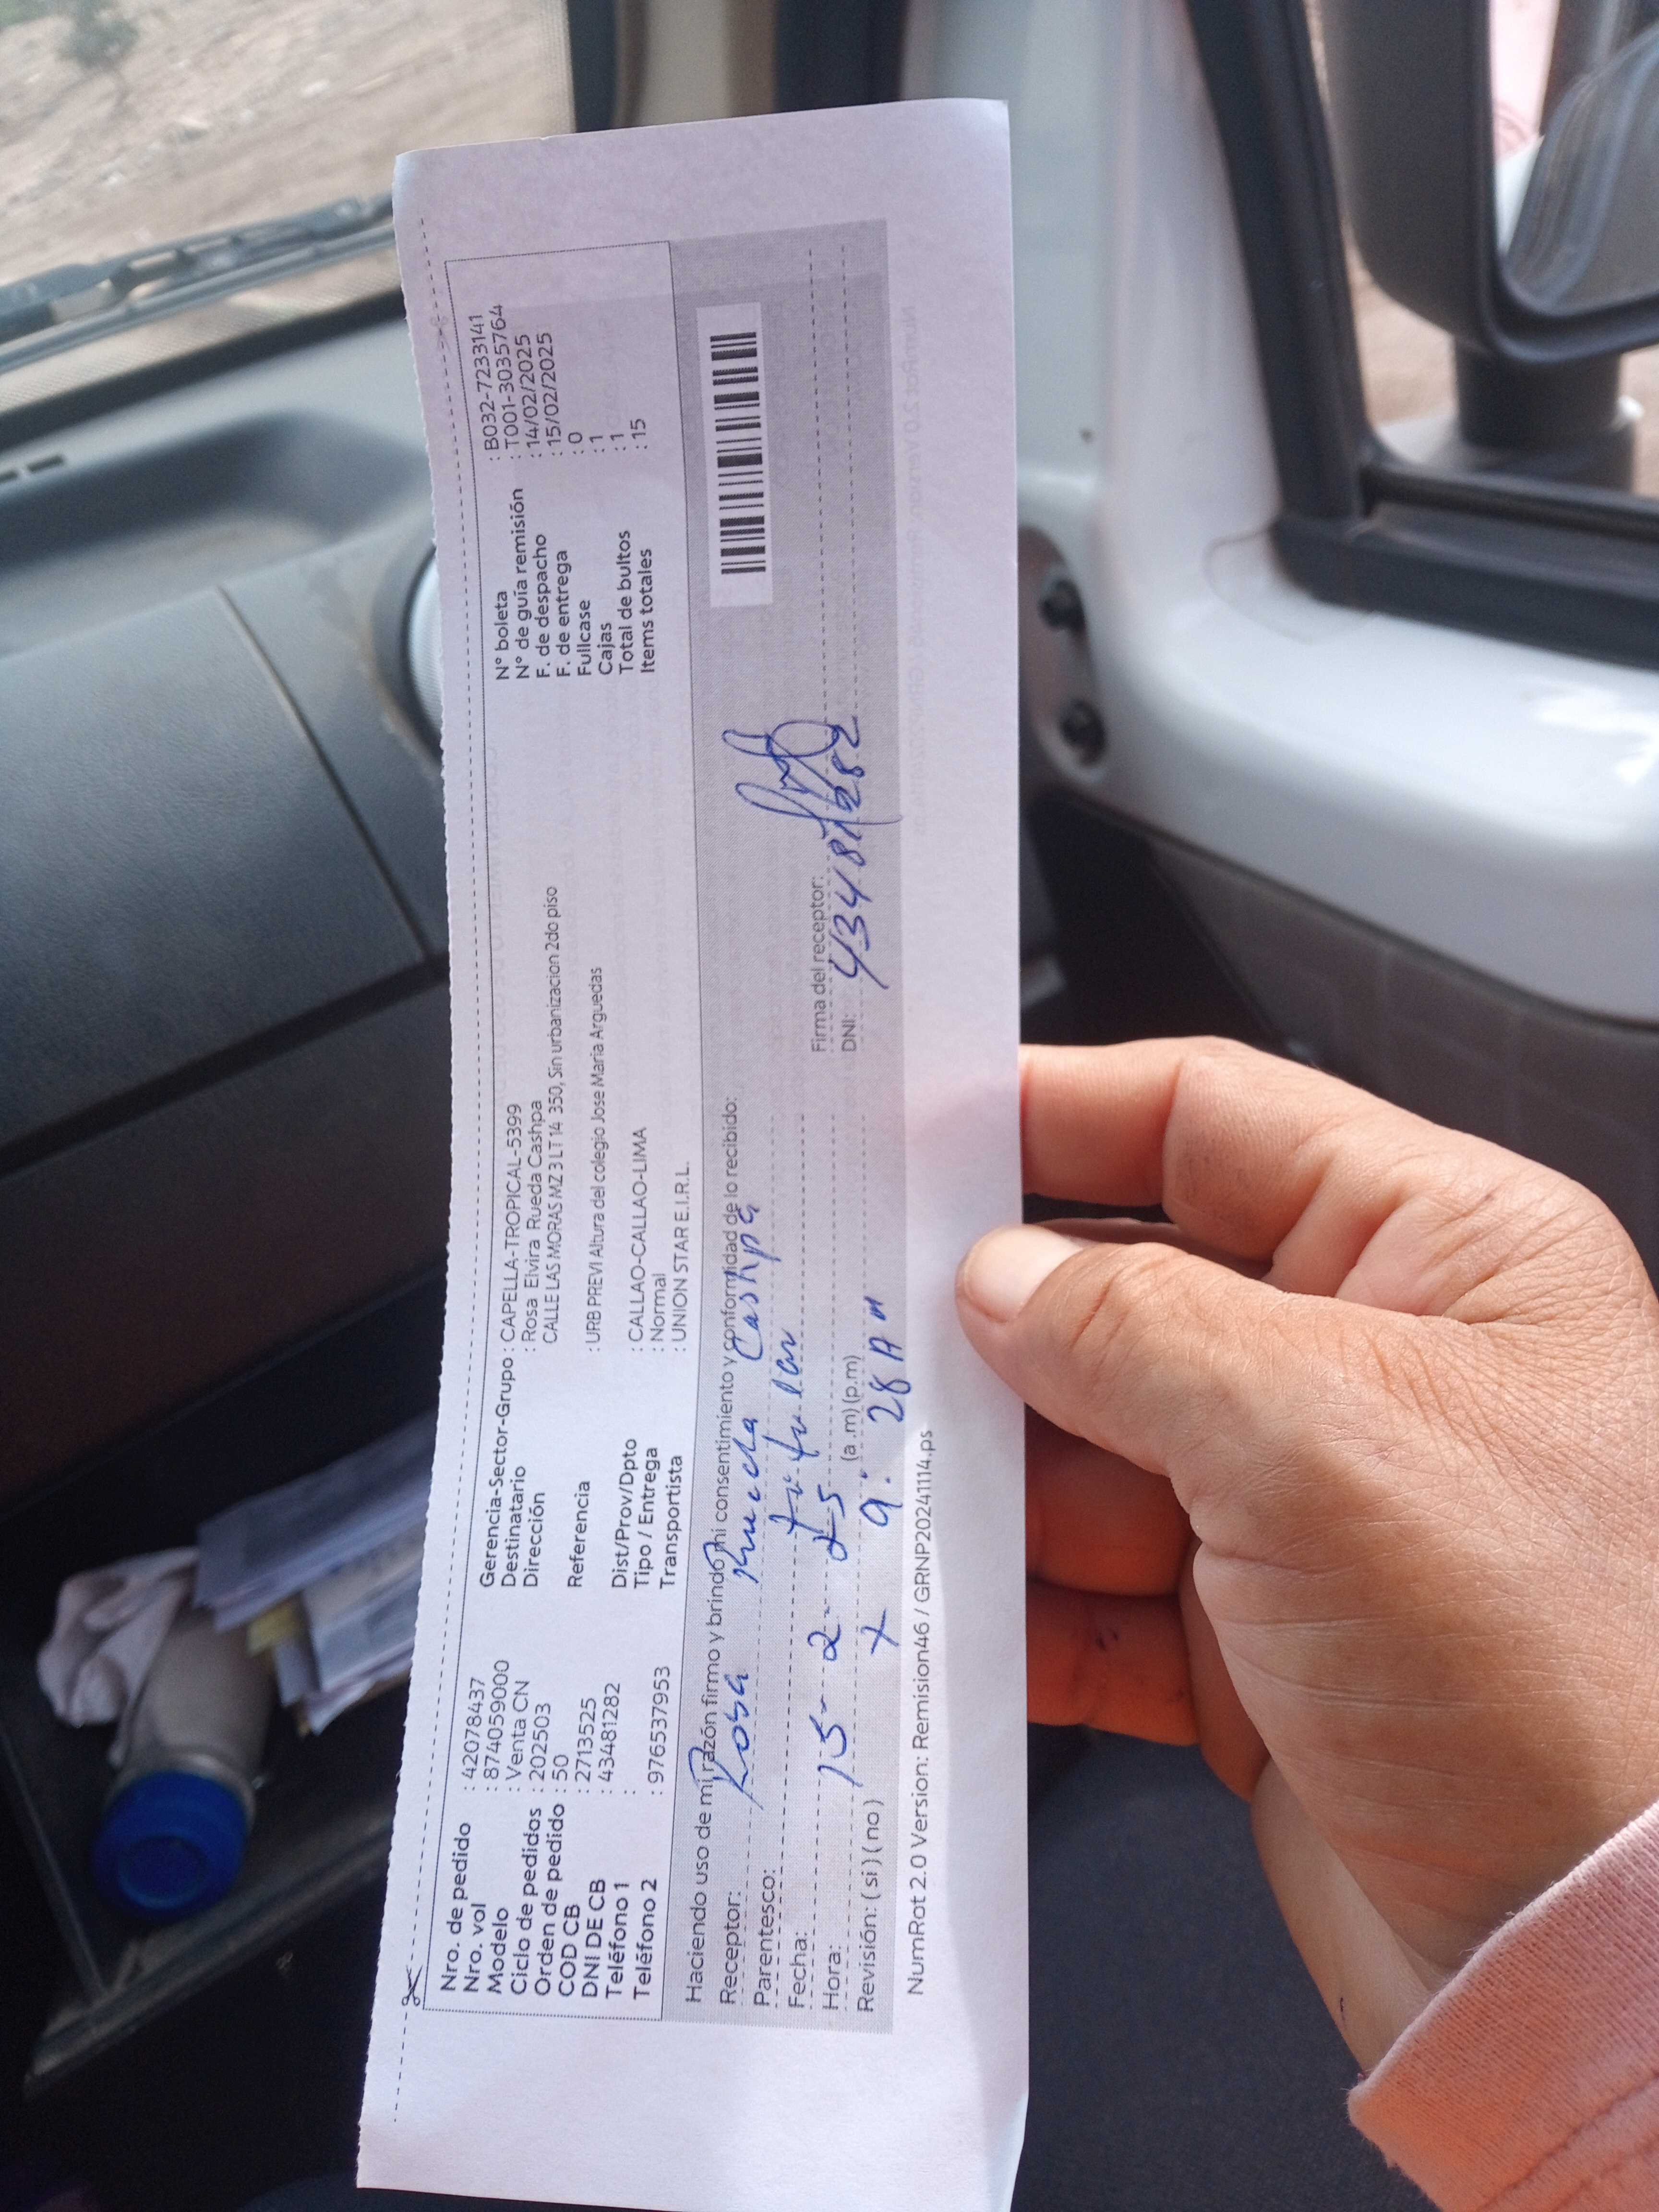 Nro. de pedido : 42078437
Nro. vol : 874059000
Modelo : Venta CN
Ciclo de pedidos : 202503
Orden de pedido : 50
COD CB : 2713525
DNI DE CB : 43481282
Teléfono 1 :
Teléfono 2 : 976537953
Gerencia-Sector-Grupo : CAPELLA-TROPICAL-5399
Destinatario : Rosa Elvira Rueda Cashpa
Dirección CALLE LAS MORAS MZ 3 LT 14 350, Sin urbanizacion 2do piso
Referencia : URB PREVI Altura del colegio Jose Maria Arguedas
Dist/Prov/Dpto : CALLAO-CALLAO-LIMA
Tipo / Entrega : Normal
Transportista : UNION STAR E.I.R.L.
N° boleta : B032-7233141
N° de guía remisión : T001-3035764
F. de despacho : 14/02/2025
F. de entrega : 15/02/2025
Fullcase : 0
Cajas : 1
Total de bultos : 1
Items totales : 15
Haciendo uso de mi razón firmo y brindo mi consentimiento y conformidad de lo recibido:
Receptor: Rosa Rueda Cashpa
Parentesco: titular
Fecha: 15-2-25
Hora: (a.m) (p.m) 9:28 Am
Revisión: ( si ) ( no ) x
Firma del receptor:
DNI: 43481282
NumRot 2.0 Version: Remision46 / GRNP20241114.ps